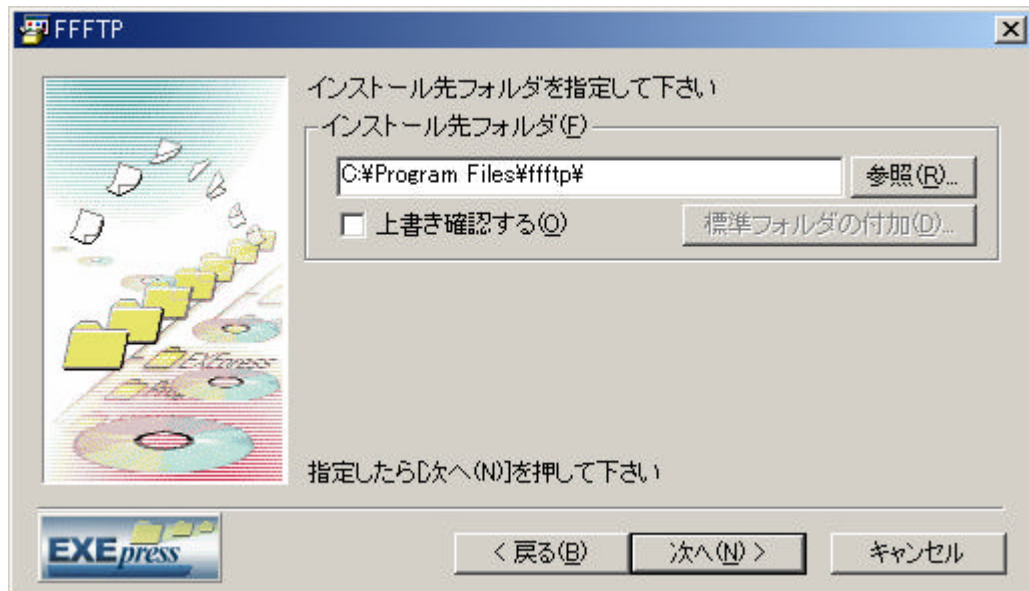 FFFTP
インストール先フォルダを指定して下さい
インストール先フォルダ(F)
C:¥Program Files¥ffftp¥
参照(R)...
上書き確認する(O)
標準フォルダの付加(D)...
EXEpress
指定したら[次へ(N)]を押して下さい
EXEpress
< 戻る(B)
次へ(N) >
キャンセル